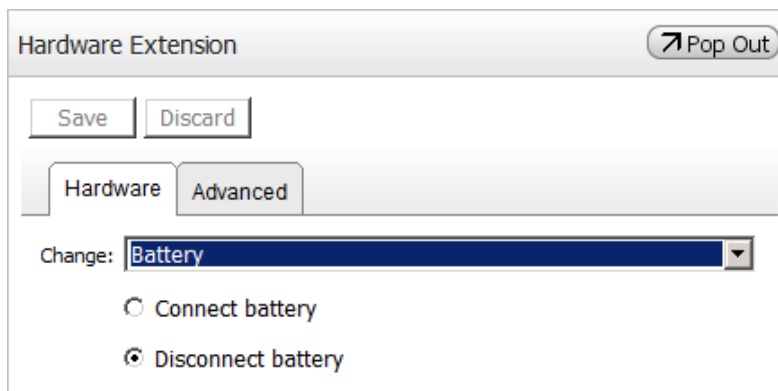 Hardware Extension
Pop Out
Save Discard
Hardware Advanced
Change: Battery
Connect battery
Disconnect battery